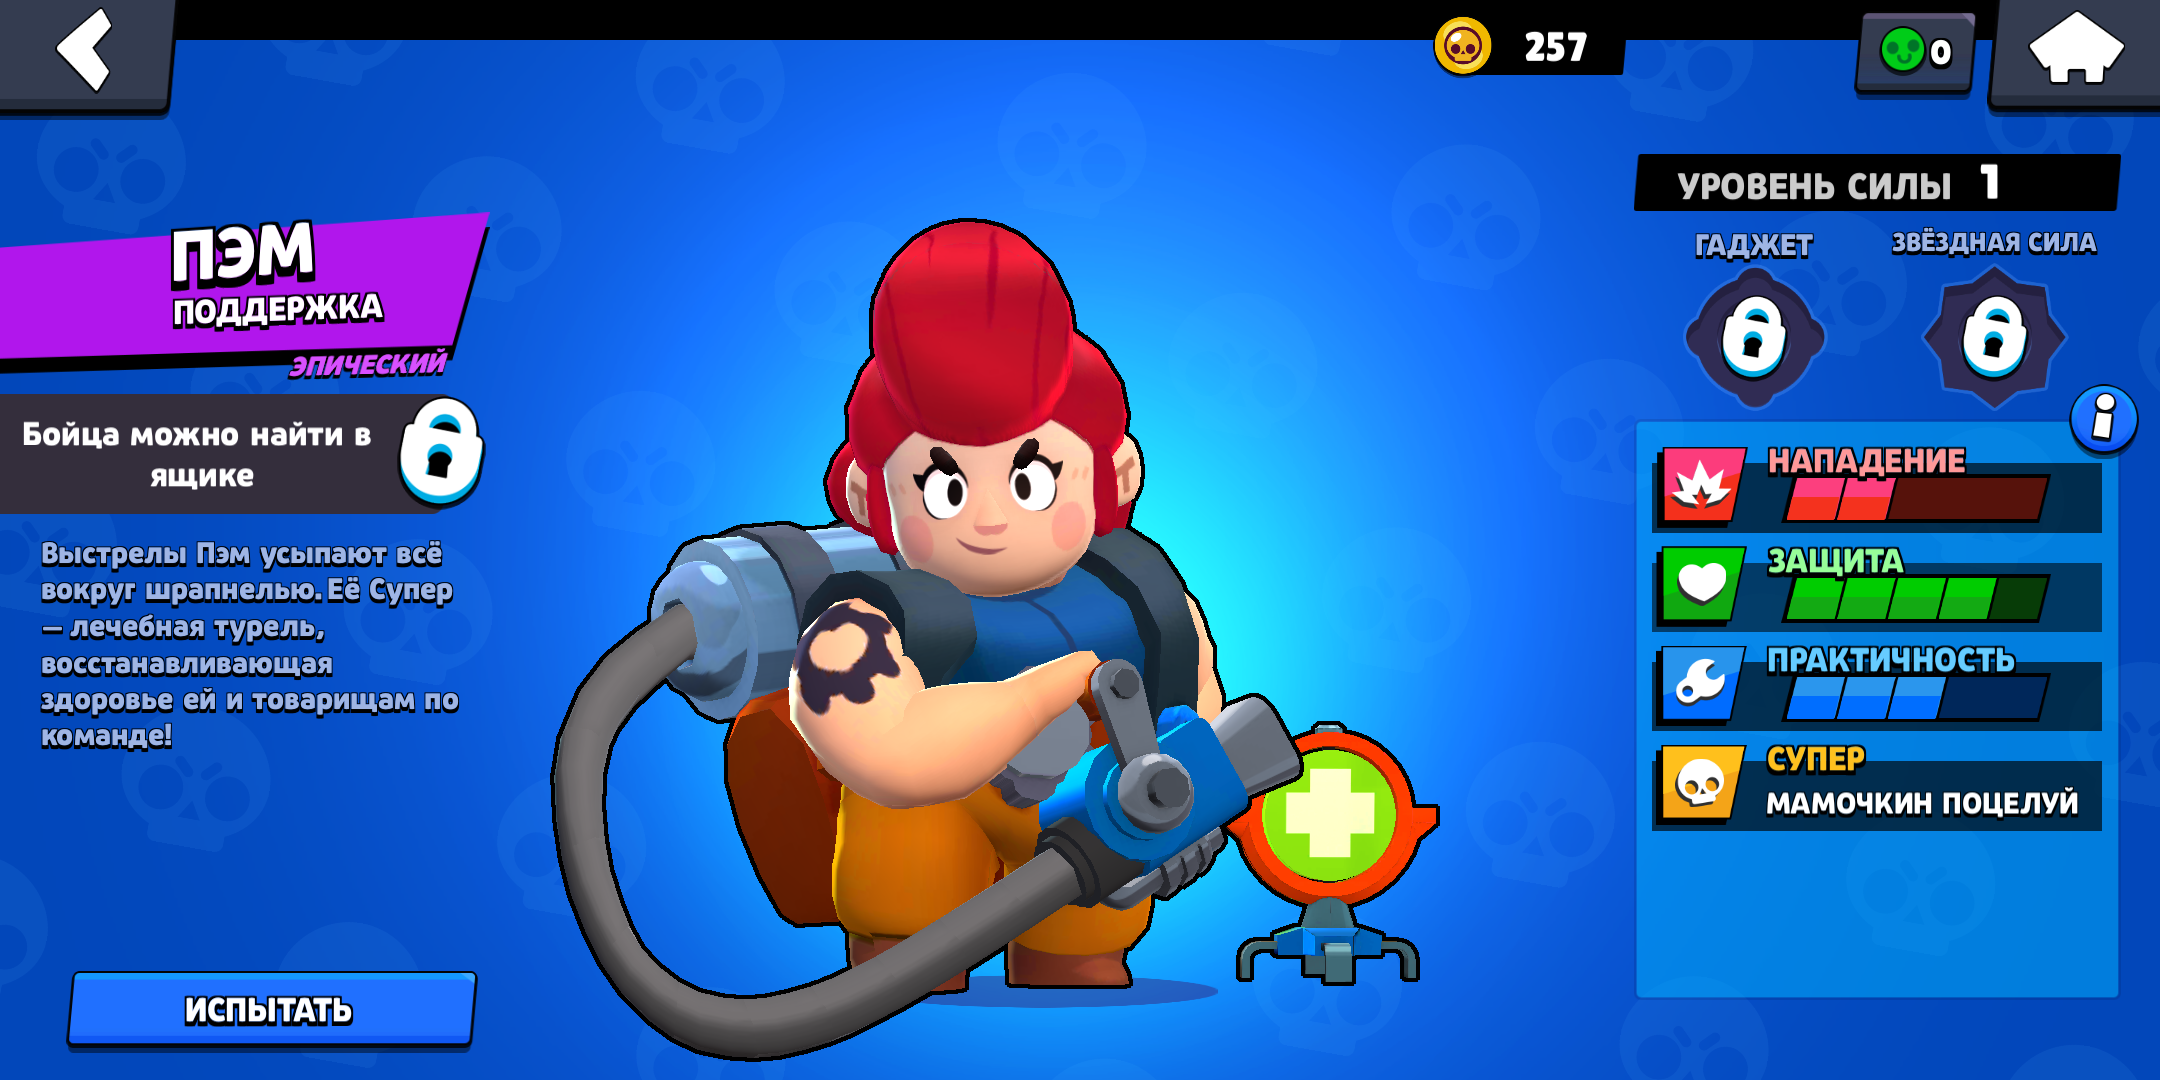 257
0
ПЭМ
ПОДДЕРЖКА
ЭПИЧЕСКИЙ
Бойца можно найти в
ящике
Выстрелы Пэм усыпают всё
вокруг шрапнелью. Её Супер
– лечебная турель,
восстанавливающая
здоровье ей и товарищам по
команде!
ИСПЫТАТЬ
УРОВЕНЬ СИЛЫ 1
ГАДЖЕТ
ЗВЁЗДНАЯ СИЛА
i
НАПАДЕНИЕ
ЗАЩИТА
ПРАКТИЧНОСТЬ
СУПЕР
МАМОЧКИН ПОЦЕЛУЙ